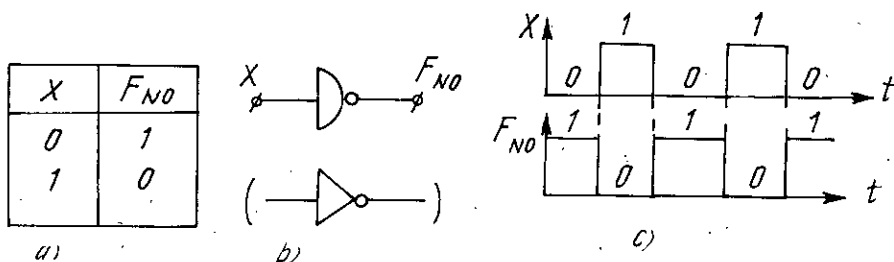 X F_NO
0 1
1 0
a)
X F_NO
( )
b)
X 1 1
0 0 0 t
F_NO 1 1 1
0 0 t
c)